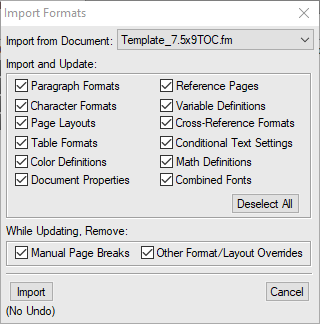 Import Formats
Import from Document: Template_7.5x9TOC.fm
Import and Update:
Paragraph Formats Reference Pages
Character Formats Variable Definitions
Page Layouts Cross-Reference Formats
Table Formats Conditional Text Settings
Color Definitions Math Definitions
Document Properties Combined Fonts
Deselect All
While Updating, Remove:
Manual Page Breaks Other Format/Layout Overrides
Import Cancel
(No Undo)